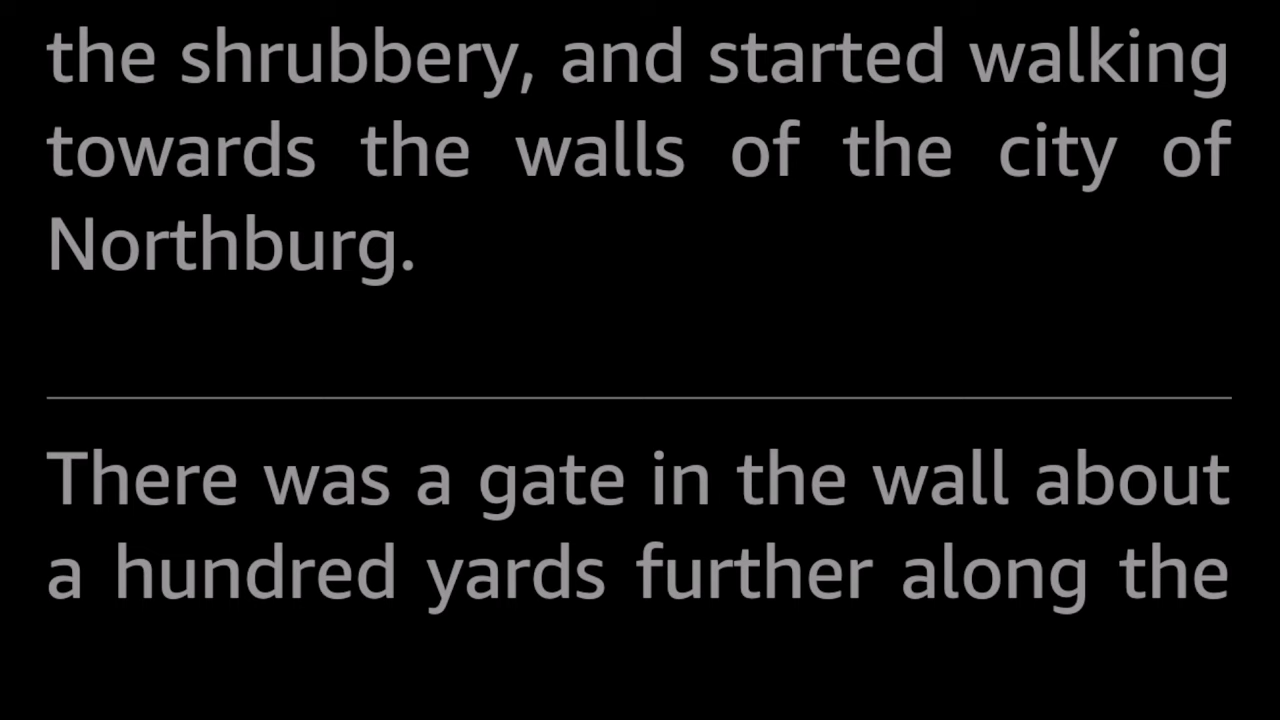 the shrubbery, and started walking
towards the walls of the city of
Northburg.
There was a gate in the wall about
a hundred yards further along the